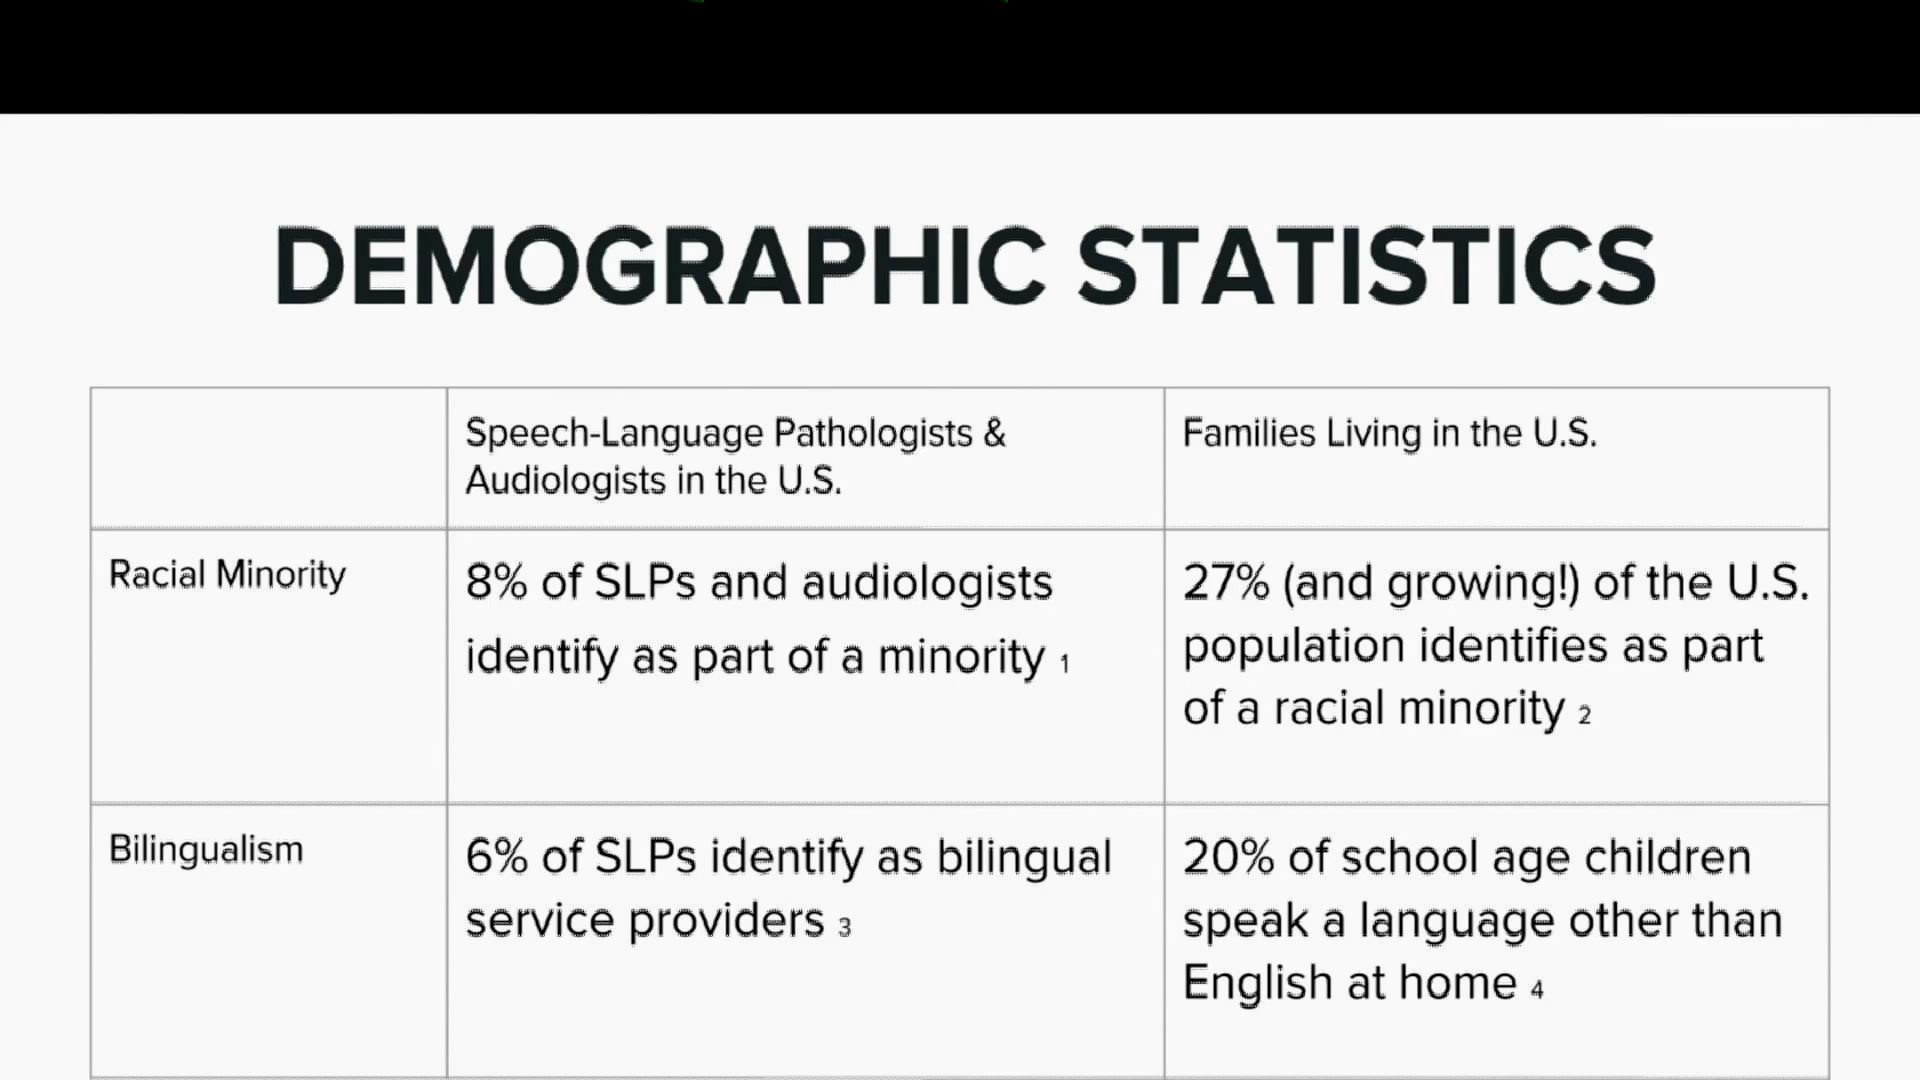 DEMOGRAPHIC STATISTICS
Speech-Language Pathologists &
Audiologists in the U.S.
Families Living in the U.S.
Racial Minority
8% of SLPs and audiologists
identify as part of a minority 1
27% (and growing!) of the U.S.
population identifies as part
of a racial minority 2
Bilingualism
6% of SLPs identify as bilingual
service providers 3
20% of school age children
speak a language other than
English at home 4